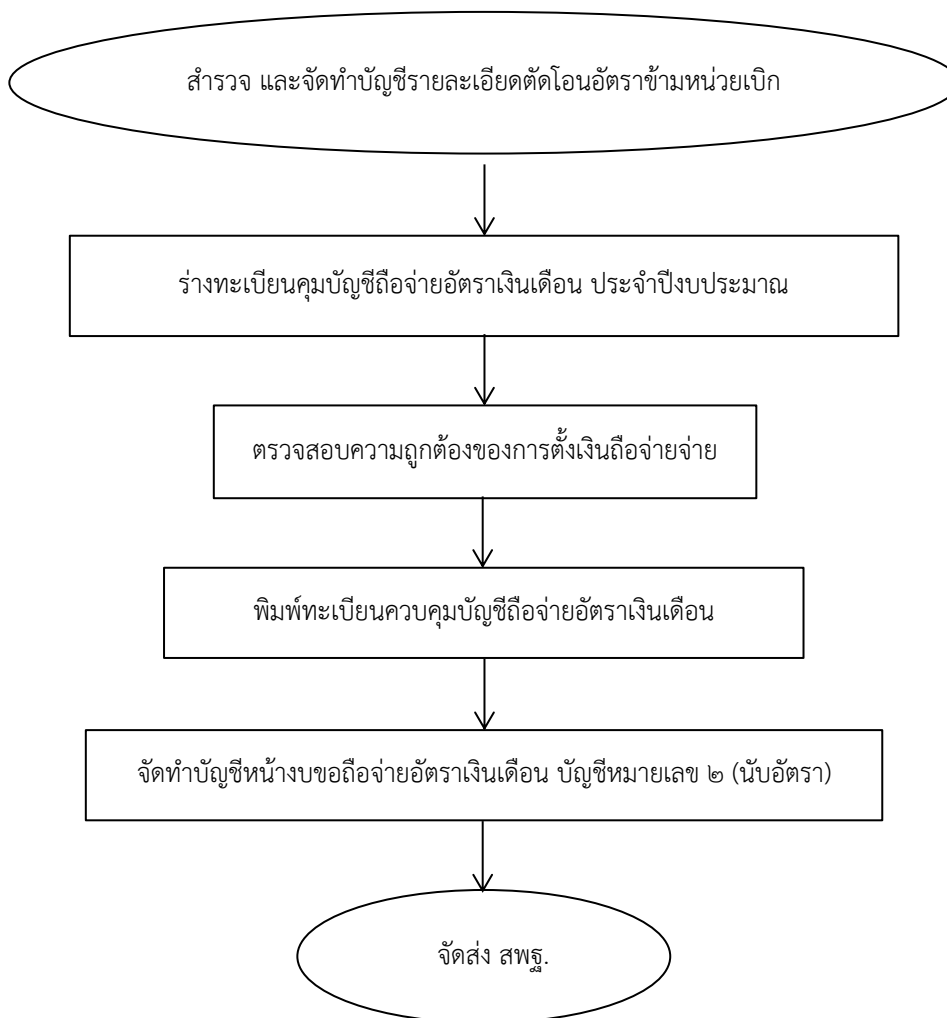 สำรวจ และจัดทำบัญชีรายละเอียดตัดโอนอัตราข้ามหน่วยเบิก
ร่างทะเบียนคุมบัญชีถือจ่ายอัตราเงินเดือน ประจำปีงบประมาณ
ตรวจสอบความถูกต้องของการตั้งเงินถือจ่ายจ่าย
พิมพ์ทะเบียนควบคุมบัญชีถือจ่ายอัตราเงินเดือน
จัดทำบัญชีหน้างบขอถือจ่ายอัตราเงินเดือน บัญชีหมายเลข ๒ (นับอัตรา)
จัดส่ง สพฐ.